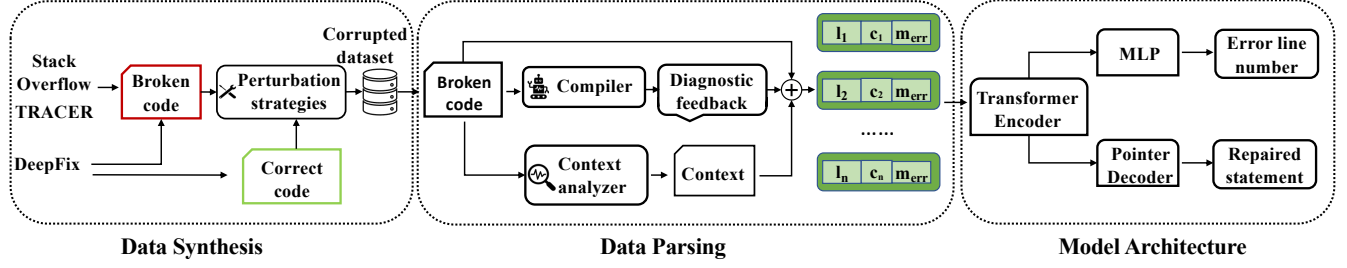 Stack
Overflow
TRACER
DeepFix
Broken
code
Perturbation
strategies
Correct
code
Corrupted
dataset
Data Synthesis
Broken
code
Compiler
Diagnostic
feedback
Context
analyzer
Context
l1 c1 merr
l2 c2 merr
......
ln cn merr
Data Parsing
Transformer
Encoder
MLP
Error line
number
Pointer
Decoder
Repaired
statement
Model Architecture